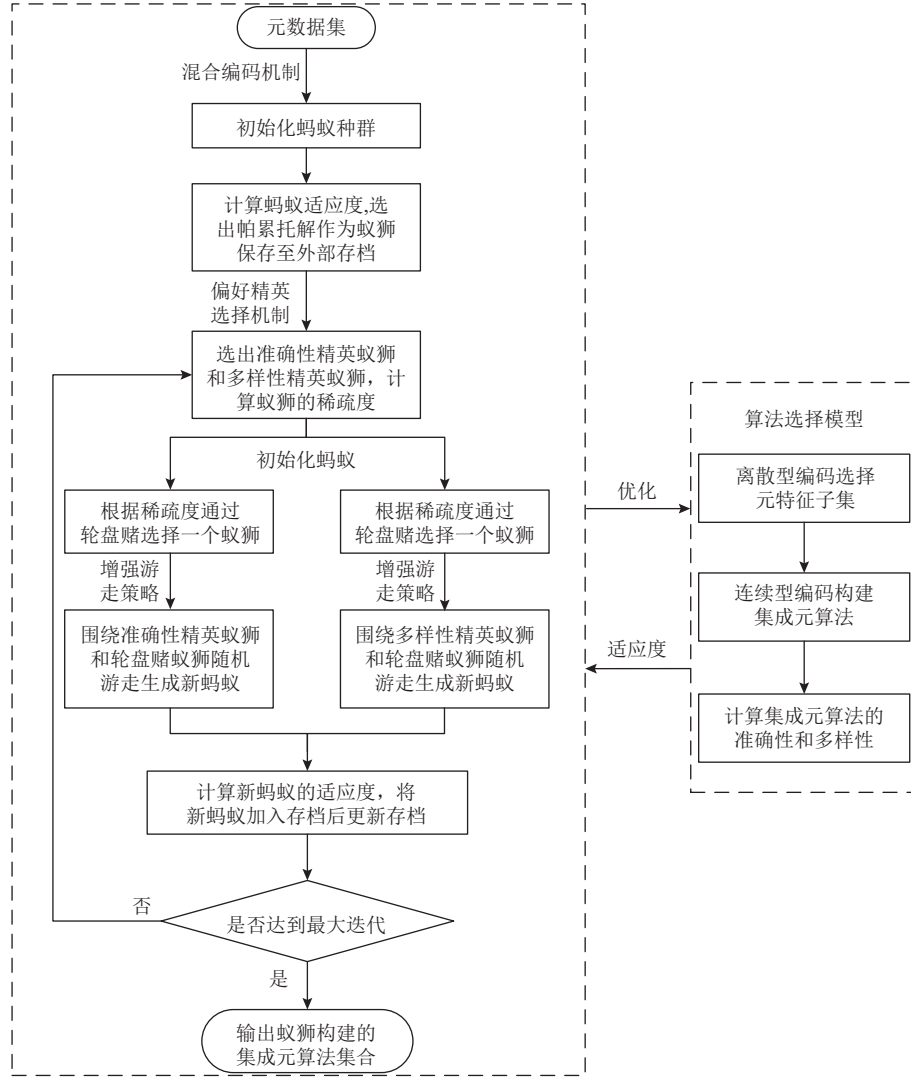 元数据集
混合编码机制
初始化蚂蚁种群
计算蚂蚁适应度,选
出帕累托解作为蚁狮
保存至外部存档
偏好精英
选择机制
选出准确性精英蚁狮
和多样性精英蚁狮，计
算蚁狮的稀疏度
初始化蚂蚁
根据稀疏度通过
轮盘赌选择一个蚁狮
增强游
走策略
围绕准确性精英蚁狮
和轮盘赌蚁狮随机
游走生成新蚂蚁
根据稀疏度通过
轮盘赌选择一个蚁狮
增强游
走策略
围绕多样性精英蚁狮
和轮盘赌蚁狮随机
游走生成新蚂蚁
计算新蚂蚁的适应度，将
新蚂蚁加入存档后更新存档
是否达到最大迭代
否
是
输出蚁狮构建的
集成元算法集合
优化
适应度
算法选择模型
离散型编码选择
元特征子集
连续型编码构建
集成元算法
计算集成元算法的
准确性和多样性